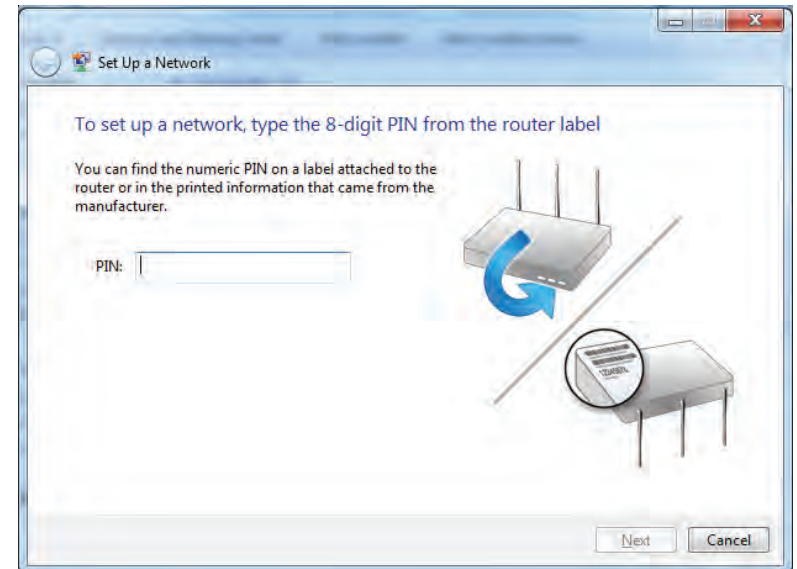 Set Up a Network
To set up a network, type the 8-digit PIN from the router label
You can find the numeric PIN on a label attached to the
router or in the printed information that came from the
manufacturer.
PIN:
Next
Cancel